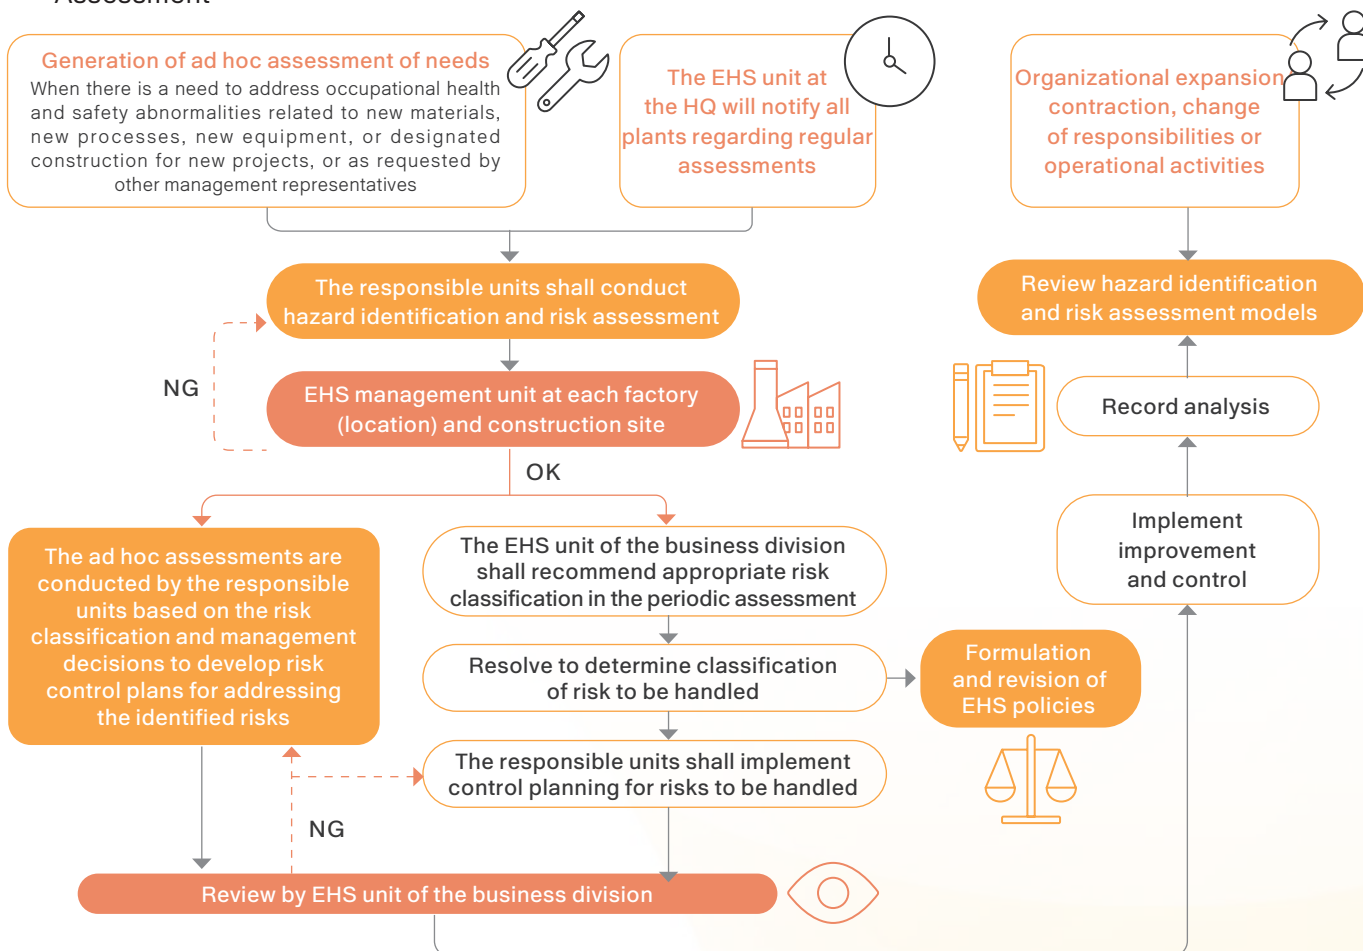 Assessment
Generation of ad hoc assessment of needs
When there is a need to address occupational health
and safety abnormalities related to new materials,
new processes, new equipment, or designated
construction for new projects, or as requested by
other management representatives
The EHS unit at
the HQ will notify all
plants regarding regular
assessments
Organizational expansion
contraction, change
of responsibilities or
operational activities
The responsible units shall conduct
hazard identification and risk assessment
Review hazard identification
and risk assessment models
NG
EHS management unit at each factory
(location) and construction site
Record analysis
OK
The ad hoc assessments are
conducted by the responsible
units based on the risk
classification and management
decisions to develop risk
control plans for addressing
the identified risks
The EHS unit of the business division
shall recommend appropriate risk
classification in the periodic assessment
Implement
improvement
and control
Resolve to determine classification
of risk to be handled
Formulation
and revision of
EHS policies
The responsible units shall implement
control planning for risks to be handled
NG
Review by EHS unit of the business division